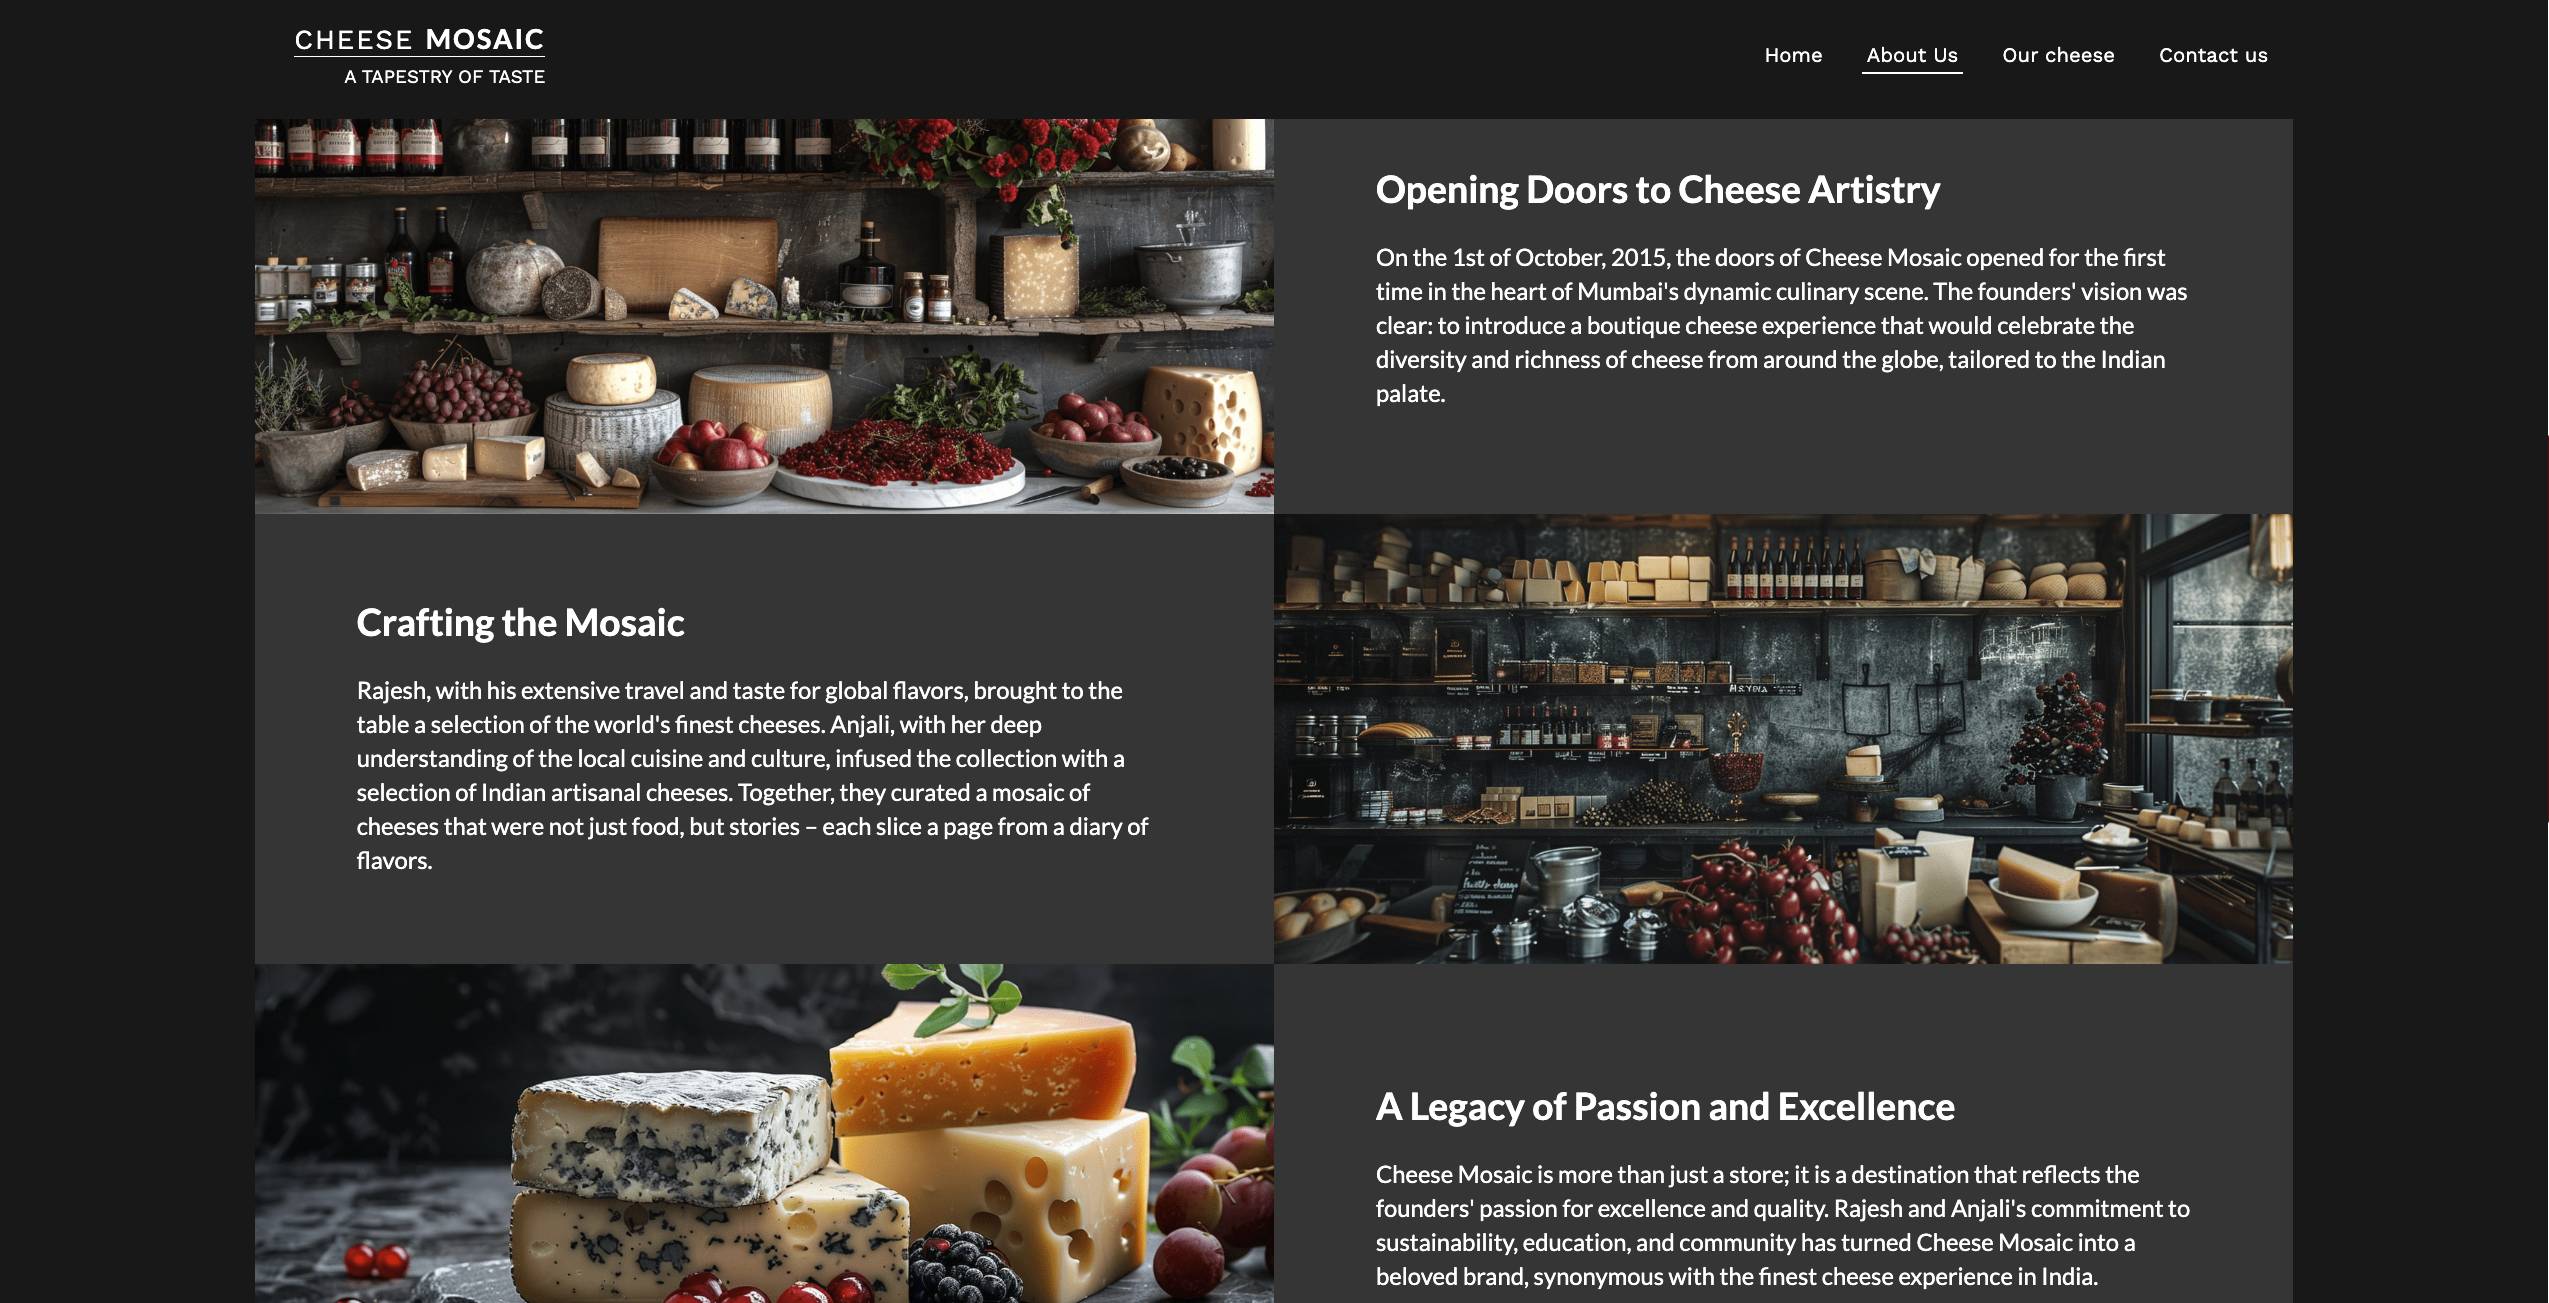 CHEESE MOSAIC
A TAPESTRY OF TASTE
Home
About Us
Our cheese
Contact us
Opening Doors to Cheese Artistry
On the 1st of October, 2015, the doors of Cheese Mosaic opened for the first
time in the heart of Mumbai's dynamic culinary scene. The founders' vision was
clear: to introduce a boutique cheese experience that would celebrate the
diversity and richness of cheese from around the globe, tailored to the Indian
palate.
Crafting the Mosaic
Rajesh, with his extensive travel and taste for global flavors, brought to the
table a selection of the world's finest cheeses. Anjali, with her deep
understanding of the local cuisine and culture, infused the collection with a
selection of Indian artisanal cheeses. Together, they curated a mosaic of
cheeses that were not just food, but stories – each slice a page from a diary of
flavors.
A Legacy of Passion and Excellence
Cheese Mosaic is more than just a store; it is a destination that reflects the
founders' passion for excellence and quality. Rajesh and Anjali's commitment to
sustainability, education, and community has turned Cheese Mosaic into a
beloved brand, synonymous with the finest cheese experience in India.